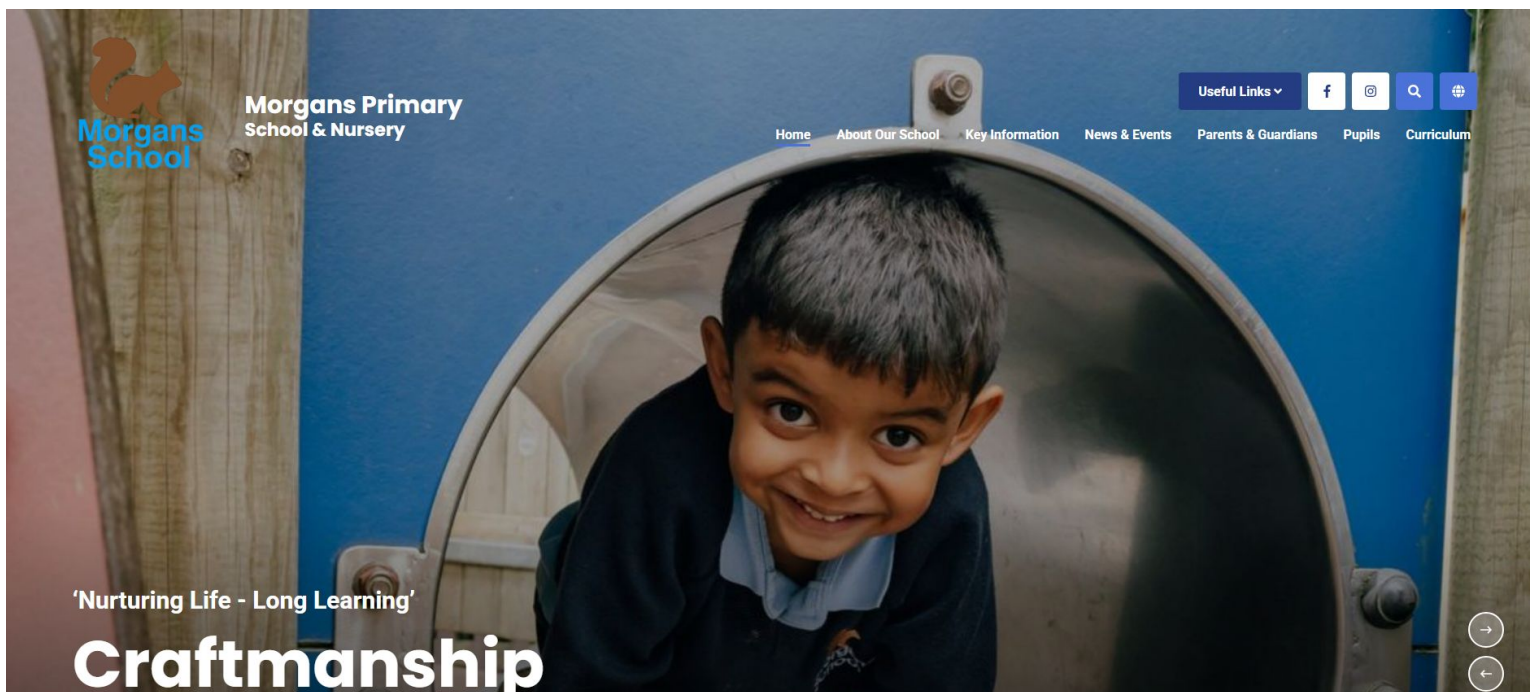 Morgans
School
Morgans Primary
School & Nursery
Useful Links
Home About Our School Key Information News & Events Parents & Guardians Pupils Curriculum
‘Nurturing Life - Long Learning’
Craftmanship